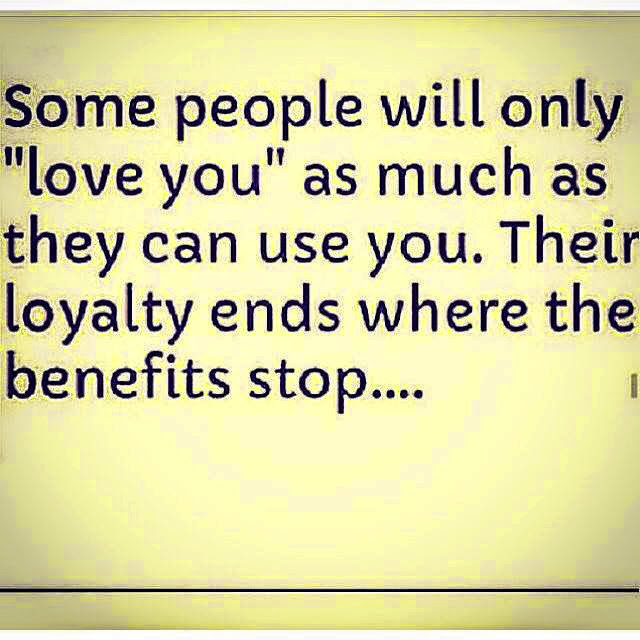 Some people will only
"love you" as much as
they can use you. Their
loyalty ends where the
benefits stop....